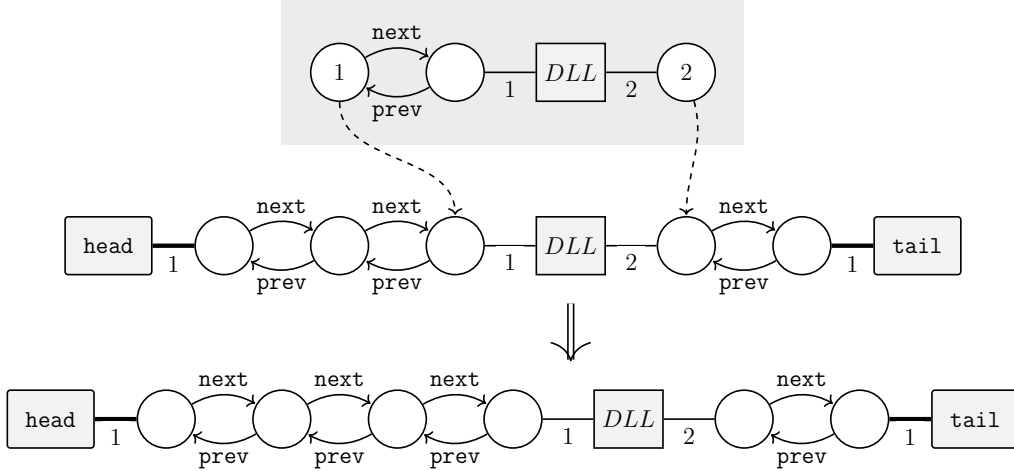 next
1 DLL 2
1 2
prev
next next next
head DLL tail
1 1 2 1
prev prev prev
next next next next
head DLL tail
1 1 2 1
prev prev prev prev